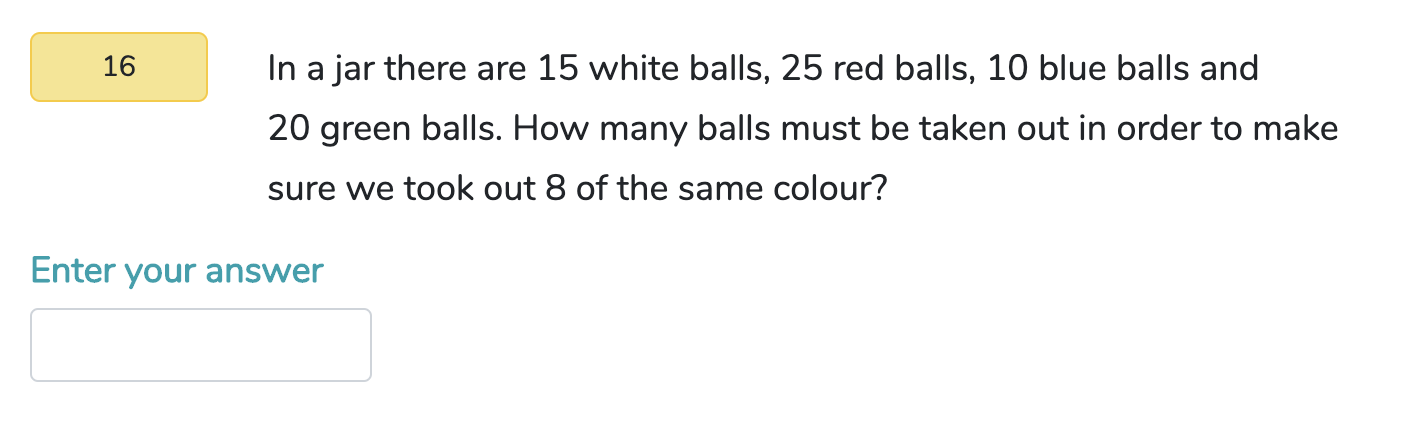 16
In a jar there are 15 white balls, 25 red balls, 10 blue balls and
20 green balls. How many balls must be taken out in order to make
sure we took out 8 of the same colour?
Enter your answer